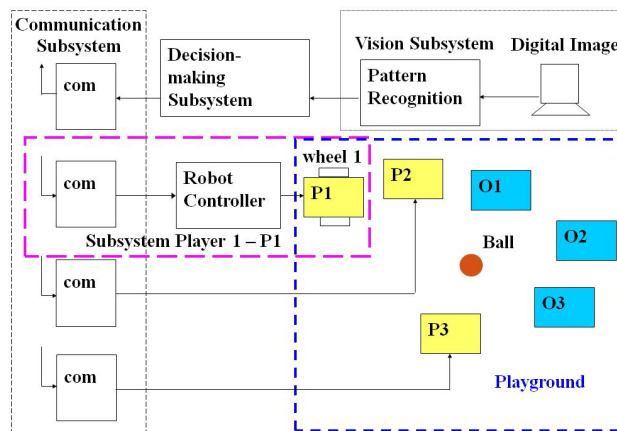 Communication
Subsystem
com
Decision-
making
Subsystem
Vision Subsystem
Digital Image
Pattern
Recognition
com
Robot
Controller
wheel 1
P1
Subsystem Player 1 – P1
P2
O1
O2
Ball
O3
com
P3
com
Playground